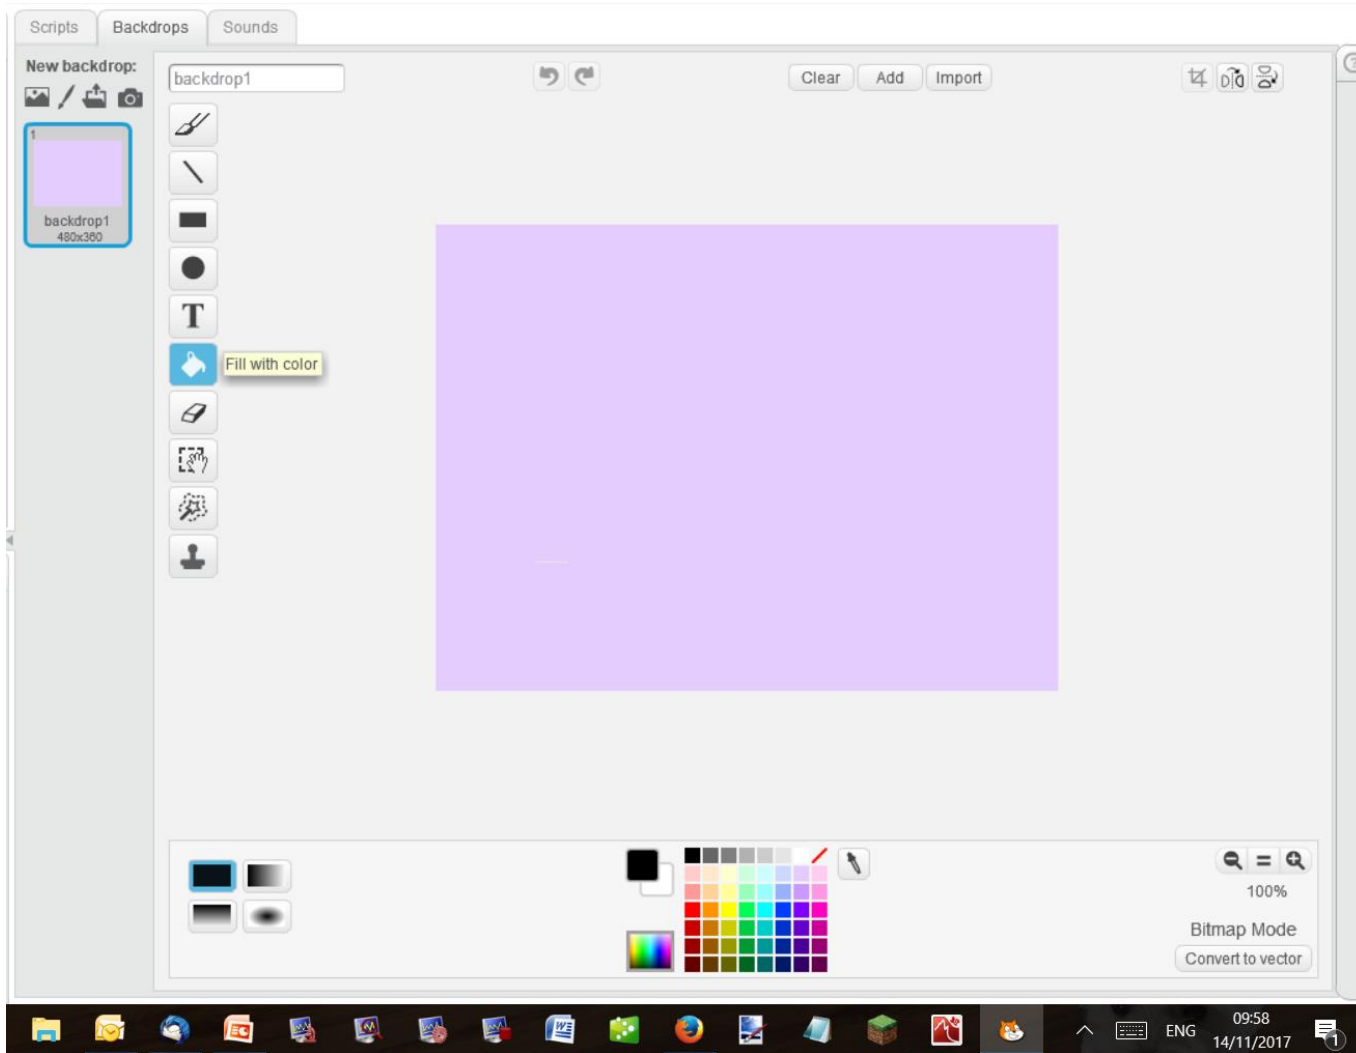 Scripts
Backdrops
Sounds
New backdrop:
backdrop1
Clear
Add
Import
1
backdrop1
480x360
T
Fill with color
100%
Bitmap Mode
Convert to vector
ENG
09:58
14/11/2017
1